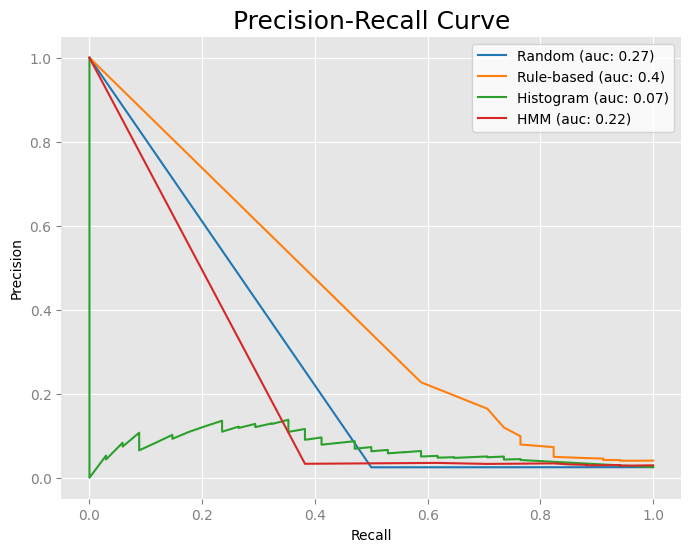 Precision-Recall Curve
Random (auc: 0.27)
Rule-based (auc: 0.4)
Histogram (auc: 0.07)
HMM (auc: 0.22)
Precision
1.0
0.8
0.6
0.4
0.2
0.0
0.0 0.2 0.4 0.6 0.8 1.0
Recall